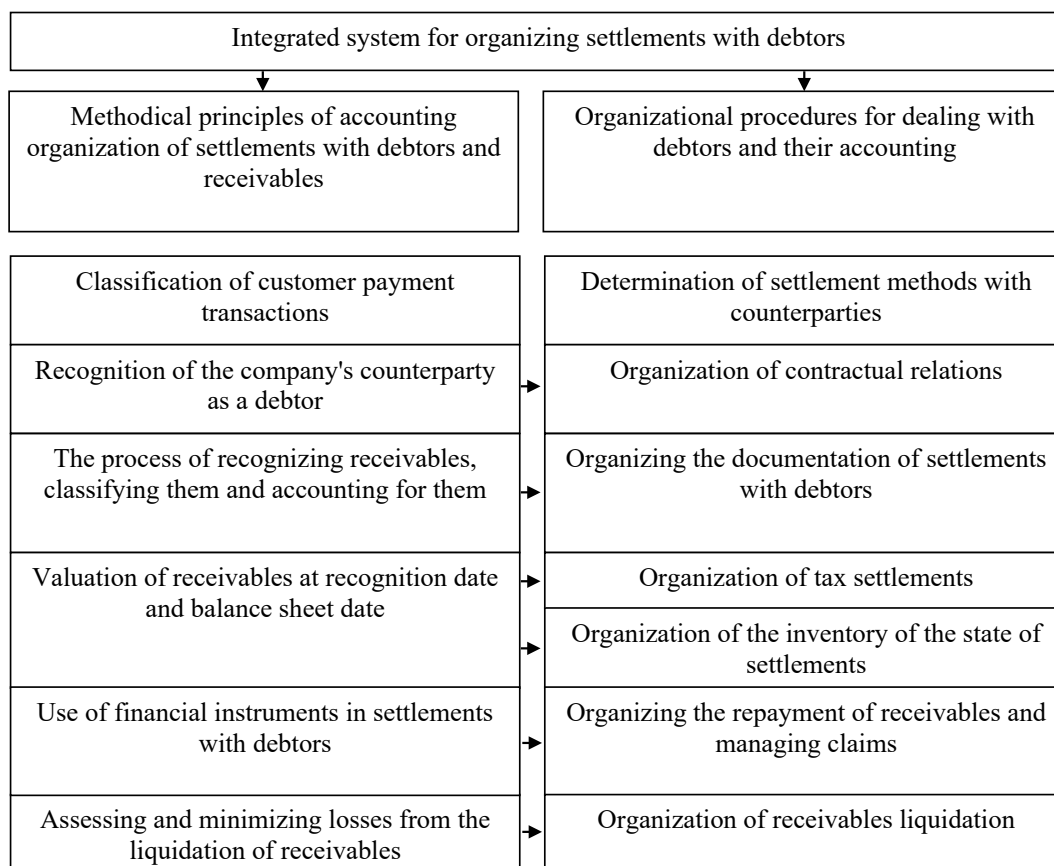 Integrated system for organizing settlements with debtors
Methodical principles of accounting
organization of settlements with debtors and
receivables
Organizational procedures for dealing with
debtors and their accounting
Classification of customer payment
transactions
Determination of settlement methods with
counterparties
Recognition of the company's counterparty
as a debtor
Organization of contractual relations
The process of recognizing receivables,
classifying them and accounting for them
Organizing the documentation of settlements
with debtors
Valuation of receivables at recognition date
and balance sheet date
Organization of tax settlements
Organization of the inventory of the state of
settlements
Use of financial instruments in settlements
with debtors
Organizing the repayment of receivables and
managing claims
Assessing and minimizing losses from the
liquidation of receivables
Organization of receivables liquidation